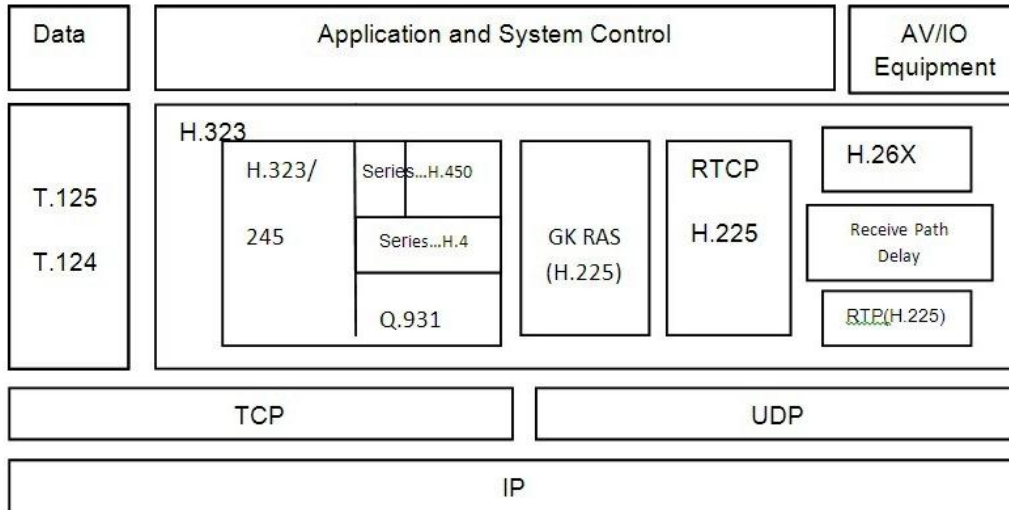 Data
Application and System Control
AV/IO
Equipment
T.125
T.124
H.323
H.323/
245
Series...H.450
Series...H.4
Q.931
GK RAS
(H.225)
RTCP
H.225
H.26X
Receive Path
Delay
RTP(H.225)
TCP
UDP
IP